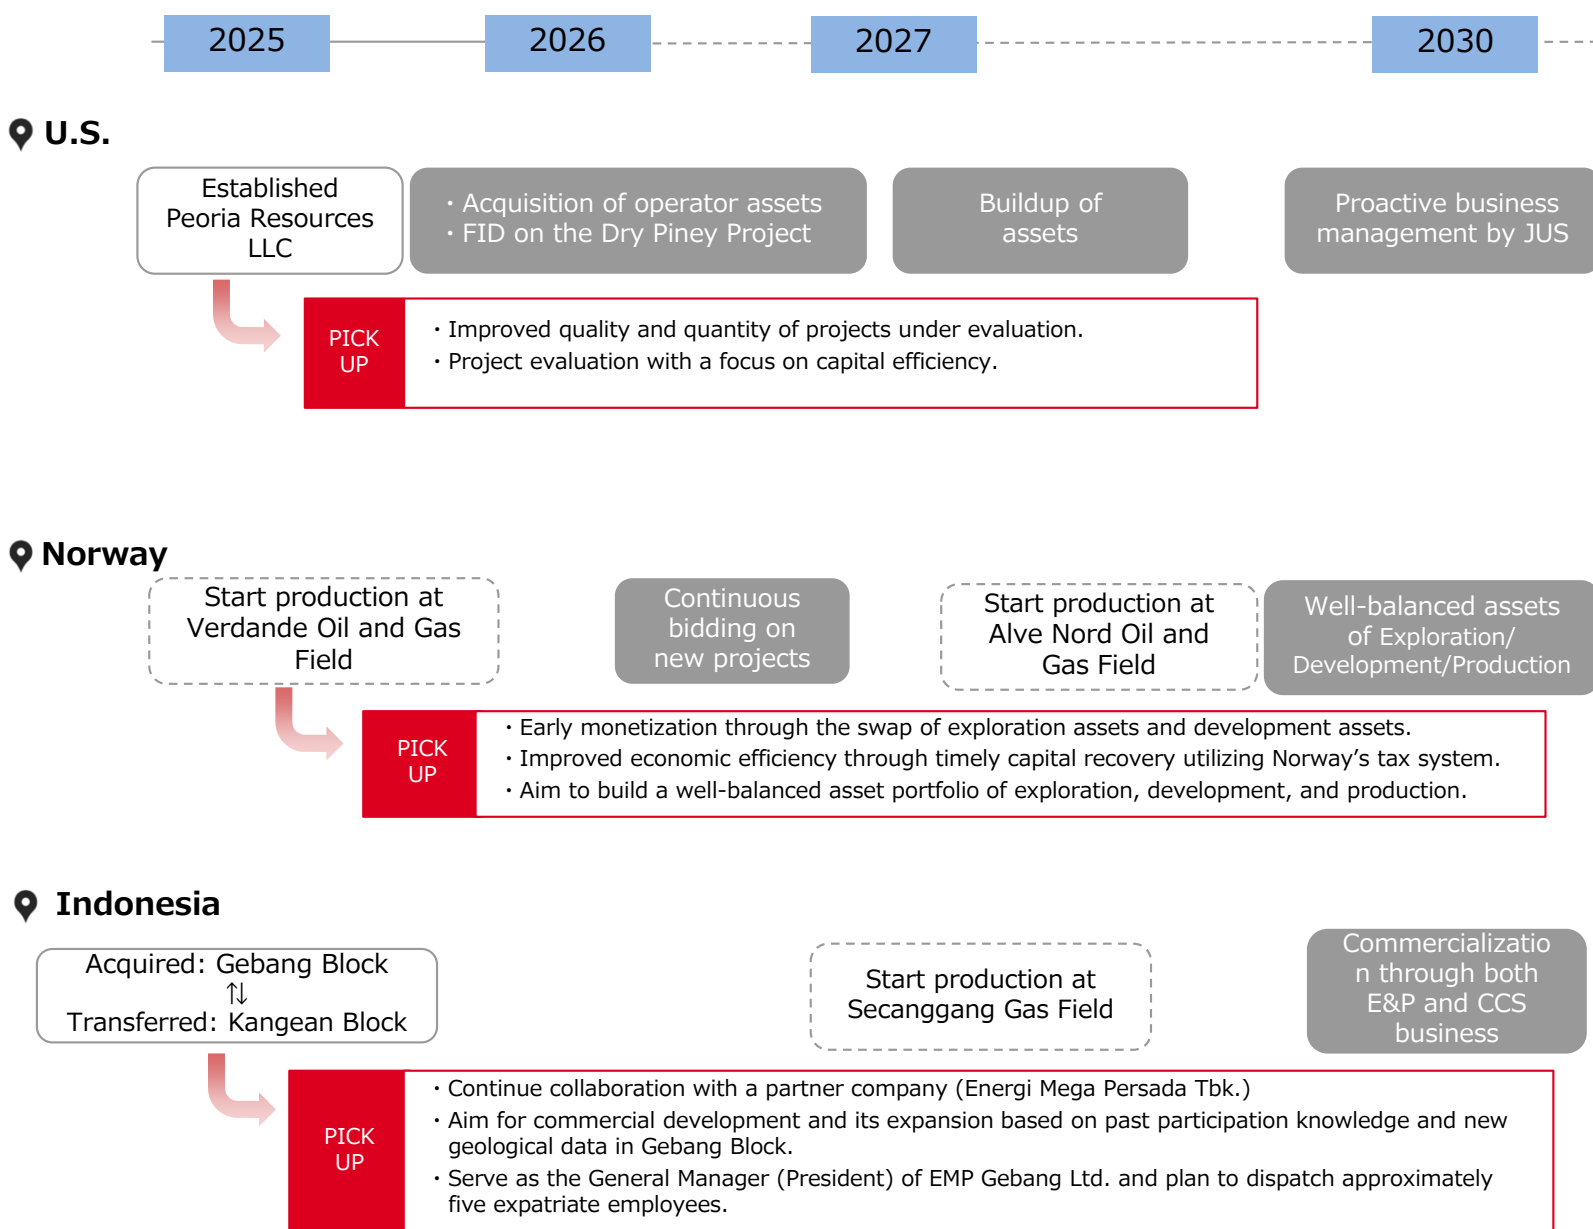 2025
2026
2027
2030
U.S.
Established
Peoria Resources
LLC
・Acquisition of operator assets
・FID on the Dry Piney Project
Buildup of
assets
Proactive business
management by JUS
PICK
UP
・Improved quality and quantity of projects under evaluation.
・Project evaluation with a focus on capital efficiency.
Norway
Start production at
Verdande Oil and Gas
Field
Continuous
bidding on
new projects
Start production at
Alve Nord Oil and
Gas Field
Well-balanced assets
of Exploration/
Development/Production
PICK
UP
・Early monetization through the swap of exploration assets and development assets.
・Improved economic efficiency through timely capital recovery utilizing Norway’s tax system.
・Aim to build a well-balanced asset portfolio of exploration, development, and production.
Indonesia
Acquired: Gebang Block
⇅
Transferred: Kangean Block
Start production at
Secanggang Gas Field
Commercializatio
n through both
E&P and CCS
business
PICK
UP
・Continue collaboration with a partner company (Energi Mega Persada Tbk.)
・Aim for commercial development and its expansion based on past participation knowledge and new
geological data in Gebang Block.
・Serve as the General Manager (President) of EMP Gebang Ltd. and plan to dispatch approximately
five expatriate employees.